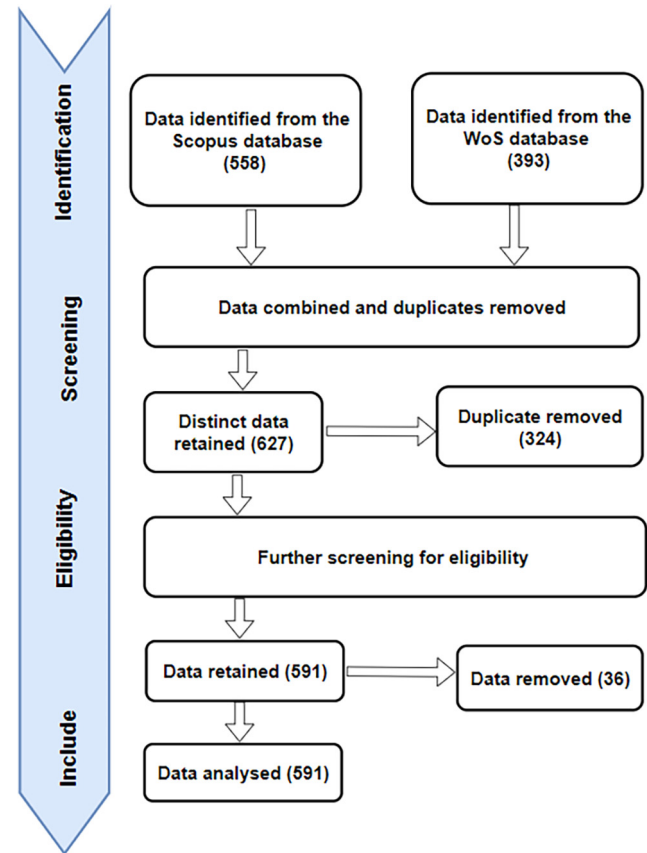 Identification
Data identified from the
Scopus database
(558)
Data identified from the
WoS database
(393)
Screening
Data combined and duplicates removed
Distinct data
retained (627)
Duplicate removed
(324)
Eligibility
Further screening for eligibility
Data retained (591)
Data removed (36)
Include
Data analysed (591)